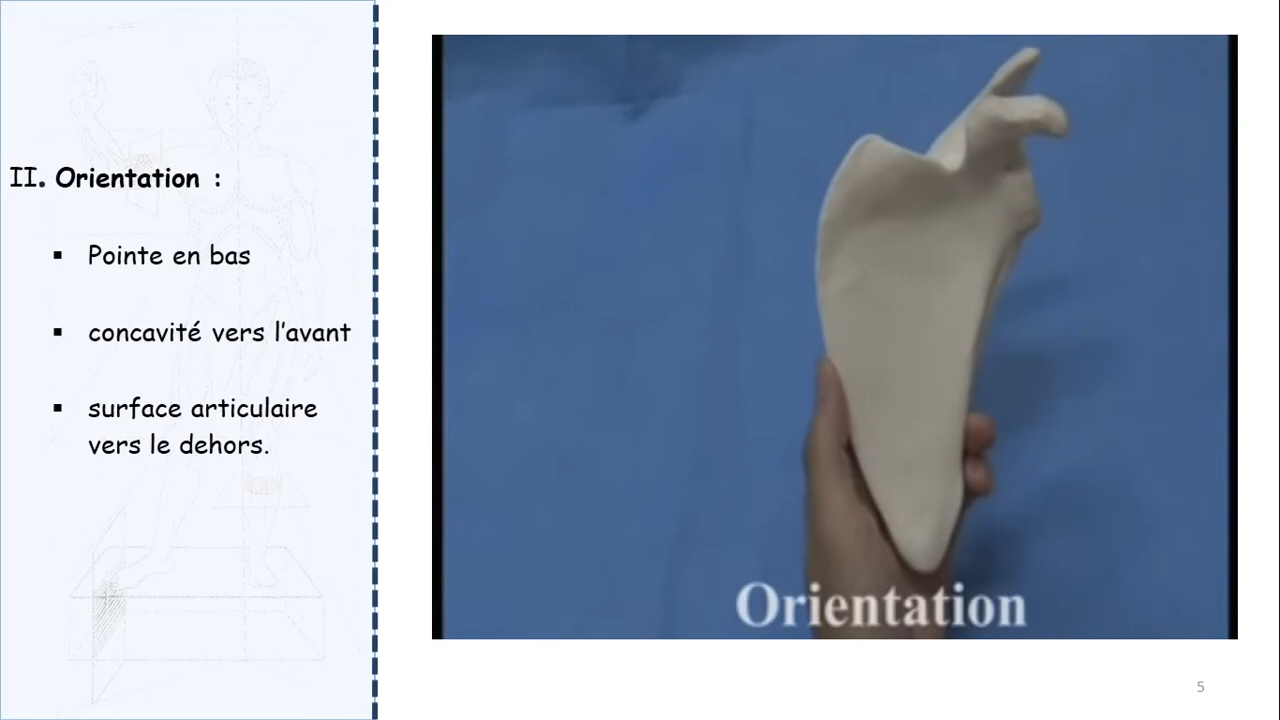 II. Orientation :
▪ Pointe en bas
▪ concavité vers l’avant
▪ surface articulaire
vers le dehors.
Orientation
5